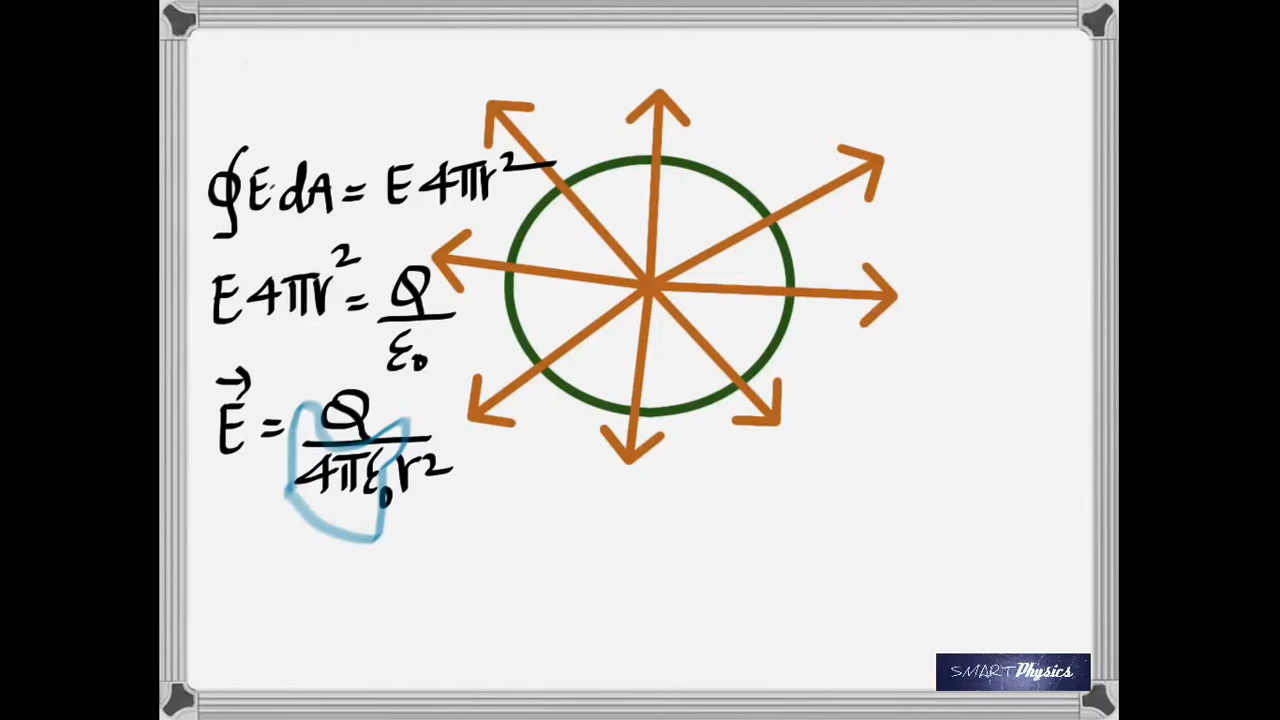 ∮E·dA = E4πr²
E4πr² = Q/ε₀
E⃗ = Q/4πε₀r²
SMARTPhysics